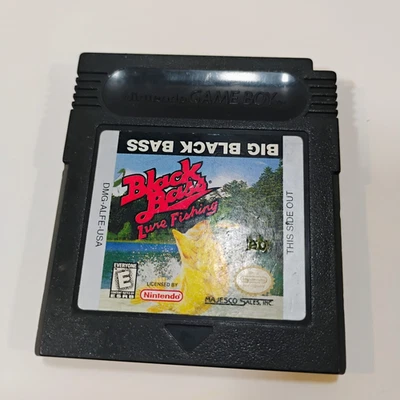 Nintendo GAME BOY
BIG BLACK BASS
Black
Bass
Lure Fishing
DMG-ALFE-USA
THIS SIDE OUT
EVERYONE
E
LICENSED BY
Nintendo
MAJESCO SALES, INC.